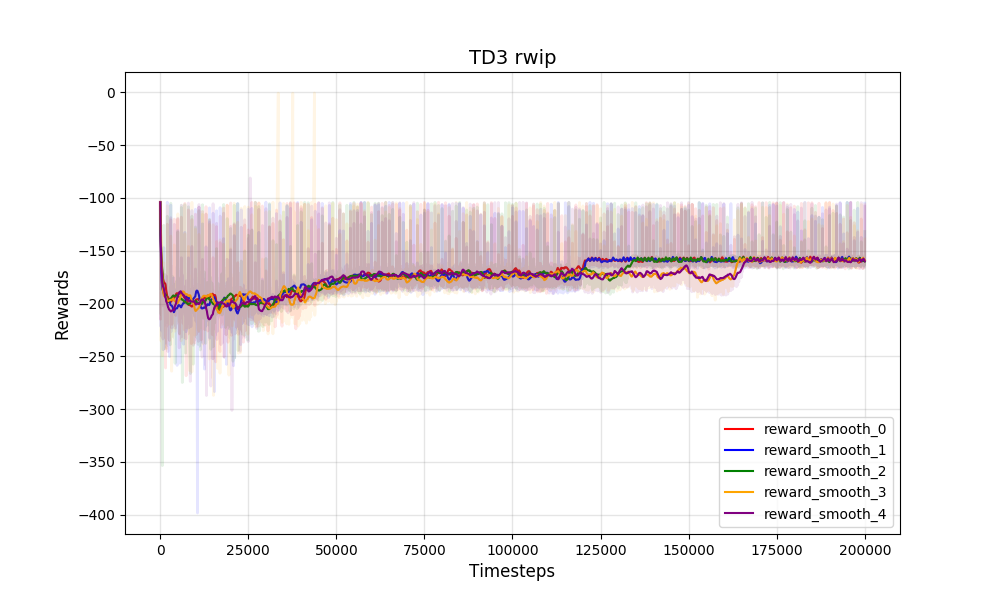 TD3 rwip
Rewards
0
−50
−100
−150
−200
−250
−300
−350
−400
reward_smooth_0
reward_smooth_1
reward_smooth_2
reward_smooth_3
reward_smooth_4
0 25000 50000 75000 100000 125000 150000 175000 200000
Timesteps